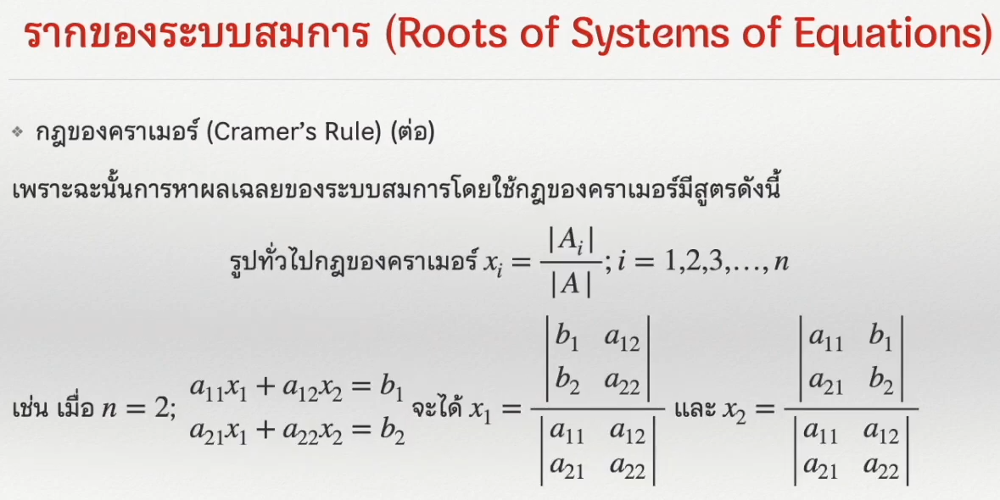 รากของระบบสมการ (Roots of Systems of Equations)
❖ กฎของคราเมอร์ (Cramer's Rule) (ต่อ)
เพราะฉะนั้นการหาผลเฉลยของระบบสมการโดยใช้กฎของคราเมอร์มีสูตรดังนี้
รูปทั่วไปกฎของคราเมอร์ $x_i = \frac{|A_i|}{|A|}; i = 1,2,3,\ldots,n$
เช่น เมื่อ $n = 2; \begin{matrix} a_{11}x_1 + a_{12}x_2 = b_1 \\ a_{21}x_1 + a_{22}x_2 = b_2 \end{matrix}$ จะได้ $x_1 = \frac{\begin{vmatrix} b_1 & a_{12} \\ b_2 & a_{22} \end{vmatrix}}{\begin{vmatrix} a_{11} & a_{12} \\ a_{21} & a_{22} \end{vmatrix}}$ และ $x_2 = \frac{\begin{vmatrix} a_{11} & b_1 \\ a_{21} & b_2 \end{vmatrix}}{\begin{vmatrix} a_{11} & a_{12} \\ a_{21} & a_{22} \end{vmatrix}}$